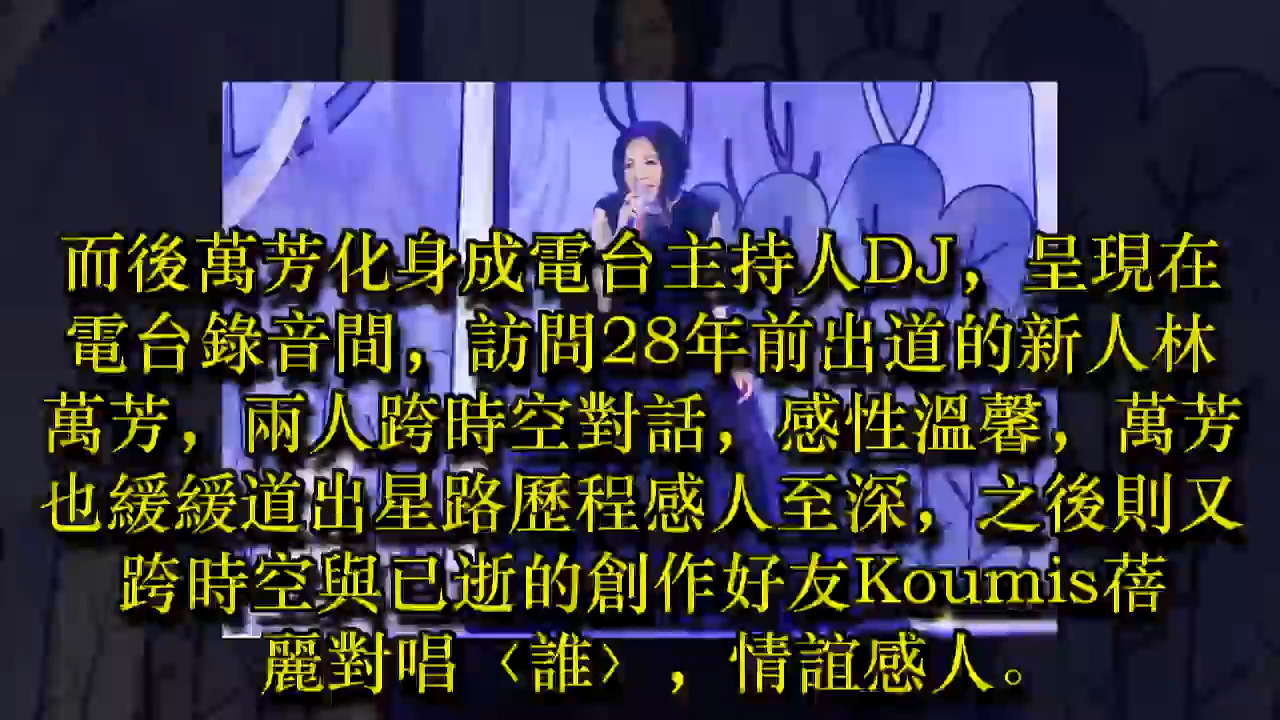 而後萬芳化身成電台主持人DJ，呈現在
電台錄音間，訪問28年前出道的新人林
萬芳，兩人跨時空對話，感性溫馨，萬芳
也緩緩道出星路歷程感人至深，之後則又
跨時空與已逝的創作好友Koumis蓓
麗對唱〈誰〉，情誼感人。